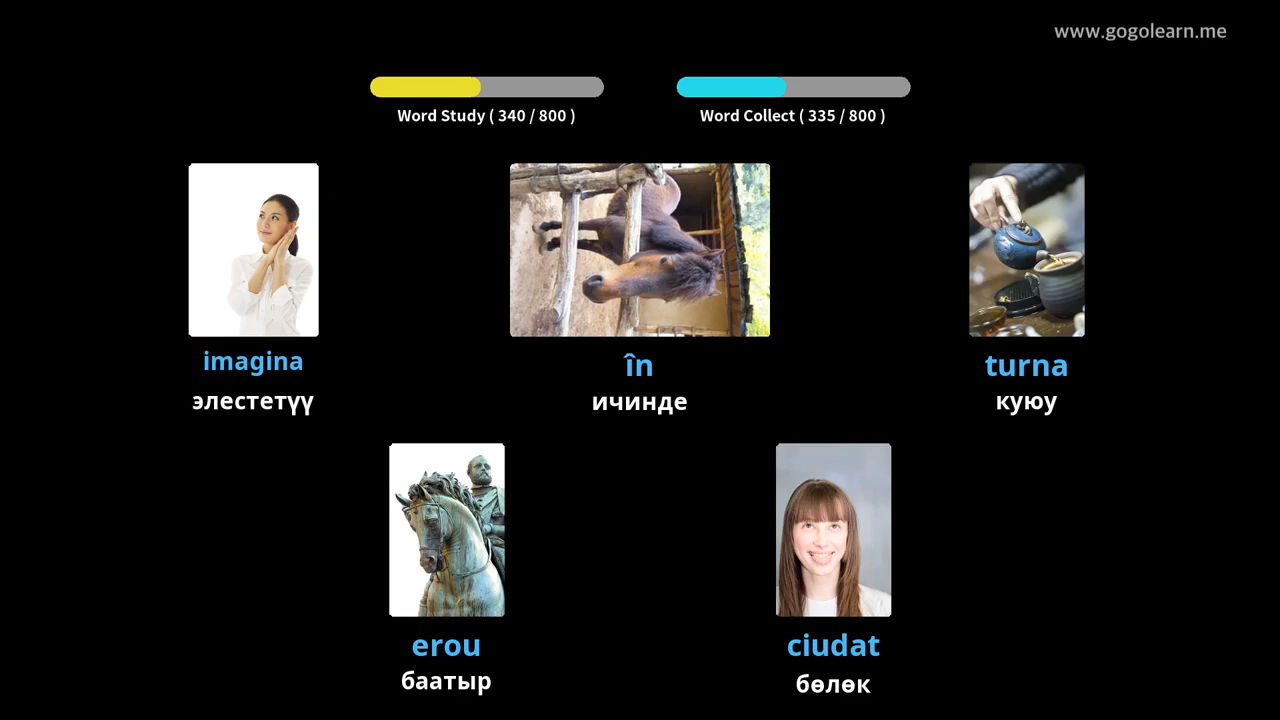 www.gogolearn.me
Word Study ( 340 / 800 )
Word Collect ( 335 / 800 )
imagina
элестетүү
în
ичинде
turna
куюу
erou
баатыр
ciudat
бөлөк